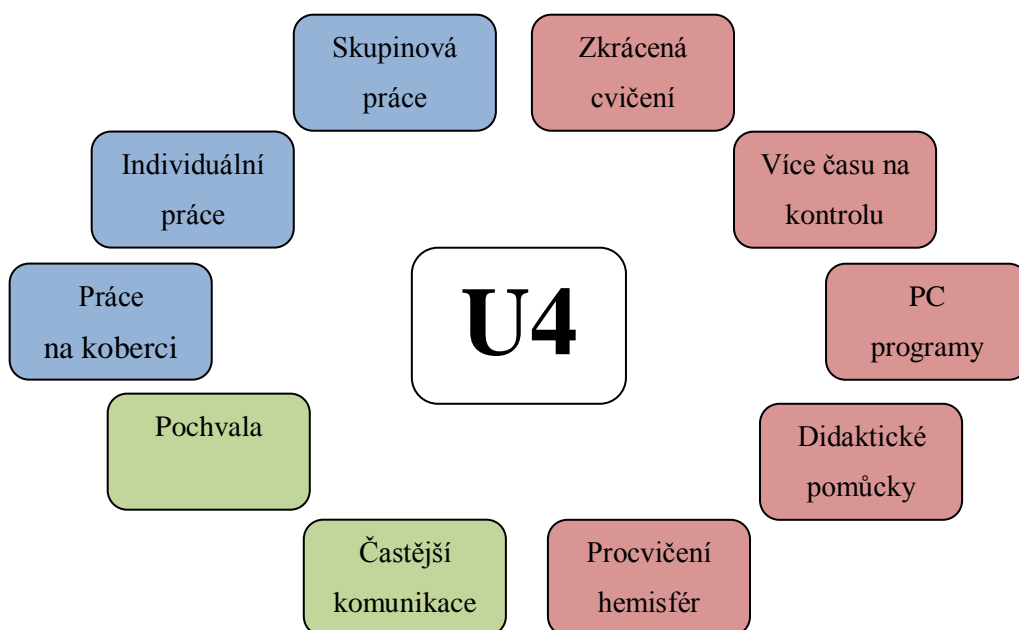 Skupinová
práce
Zkrácená
cvičení
Individuální
práce
Více času na
kontrolu
Práce
na koberci
U4
PC
programy
Pochvala
Didaktické
pomůcky
Častější
komunikace
Procvičení
hemisfér